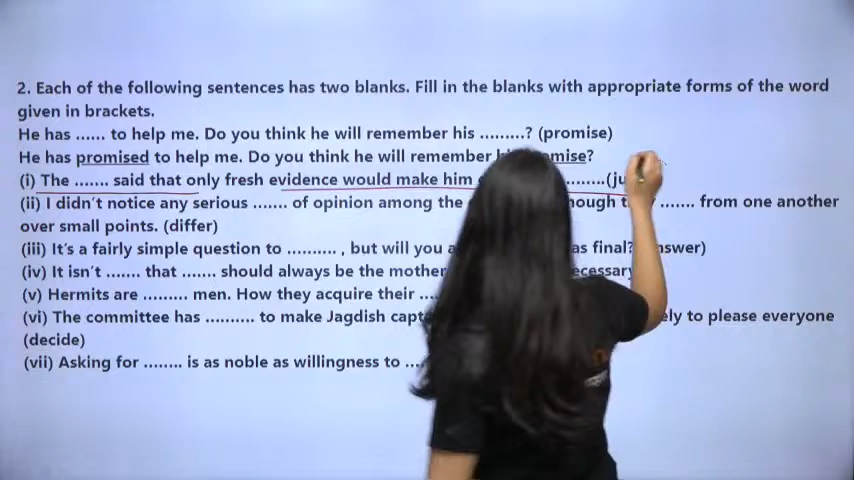 2. Each of the following sentences has two blanks. Fill in the blanks with appropriate forms of the word
given in brackets.
He has ...... to help me. Do you think he will remember his .........? (promise)
He has promised to help me. Do you think he will remember
(i) The ....... said that only fresh evidence would make him
(ii) I didn't notice any serious ....... of opinion among the ....... from one another
over small points. (differ)
(iii) It's a fairly simple question to .......... , but will you as final?
(iv) It isn't ....... that ....... should always be the mother
(v) Hermits are ......... men. How they acquire their ....
(vi) The committee has .......... to make Jagdish to please everyone
(decide)
(vii) Asking for ........ is as noble as willingness to ....